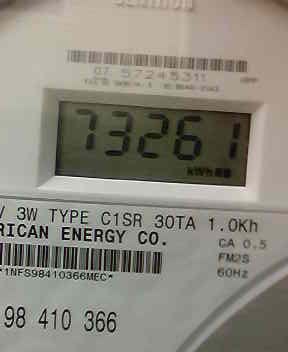 07 57245311
73261
kWh
V 3W TYPE C1SR 30TA 1.0Kh
RICAN ENERGY CO.
CA 0.5
FM2S
60Hz
*1NFS98410366MEC*
98 410 366